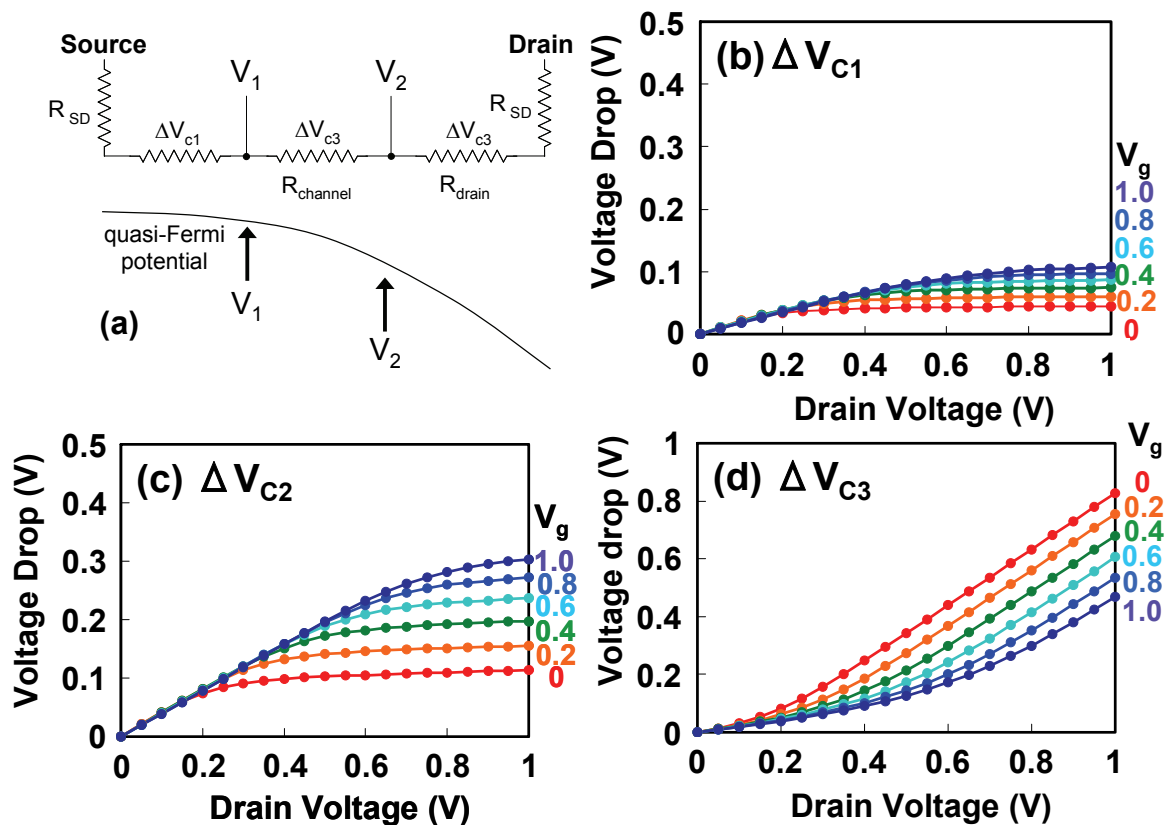 Source
Drain
V1
V2
R SD
R SD
ΔVc1
ΔVc3
ΔVc3
Rchannel
Rdrain
quasi-Fermi
potential
V1
V2
(a)
(b) Δ VC1
Voltage Drop (V)
0.5
0.4
0.3
0.2
0.1
0
0
0.2
0.4
0.6
0.8
1
Drain Voltage (V)
Vg
1.0
0.8
0.6
0.4
0.2
0
(c) Δ VC2
Voltage Drop (V)
0.5
0.4
0.3
0.2
0.1
0
0
0.2
0.4
0.6
0.8
1
Drain Voltage (V)
Vg
1.0
0.8
0.6
0.4
0.2
0
(d) Δ VC3
Voltage drop (V)
1
0.8
0.6
0.4
0.2
0
0
0.2
0.4
0.6
0.8
1
Drain Voltage (V)
Vg
0
0.2
0.4
0.6
0.8
1.0